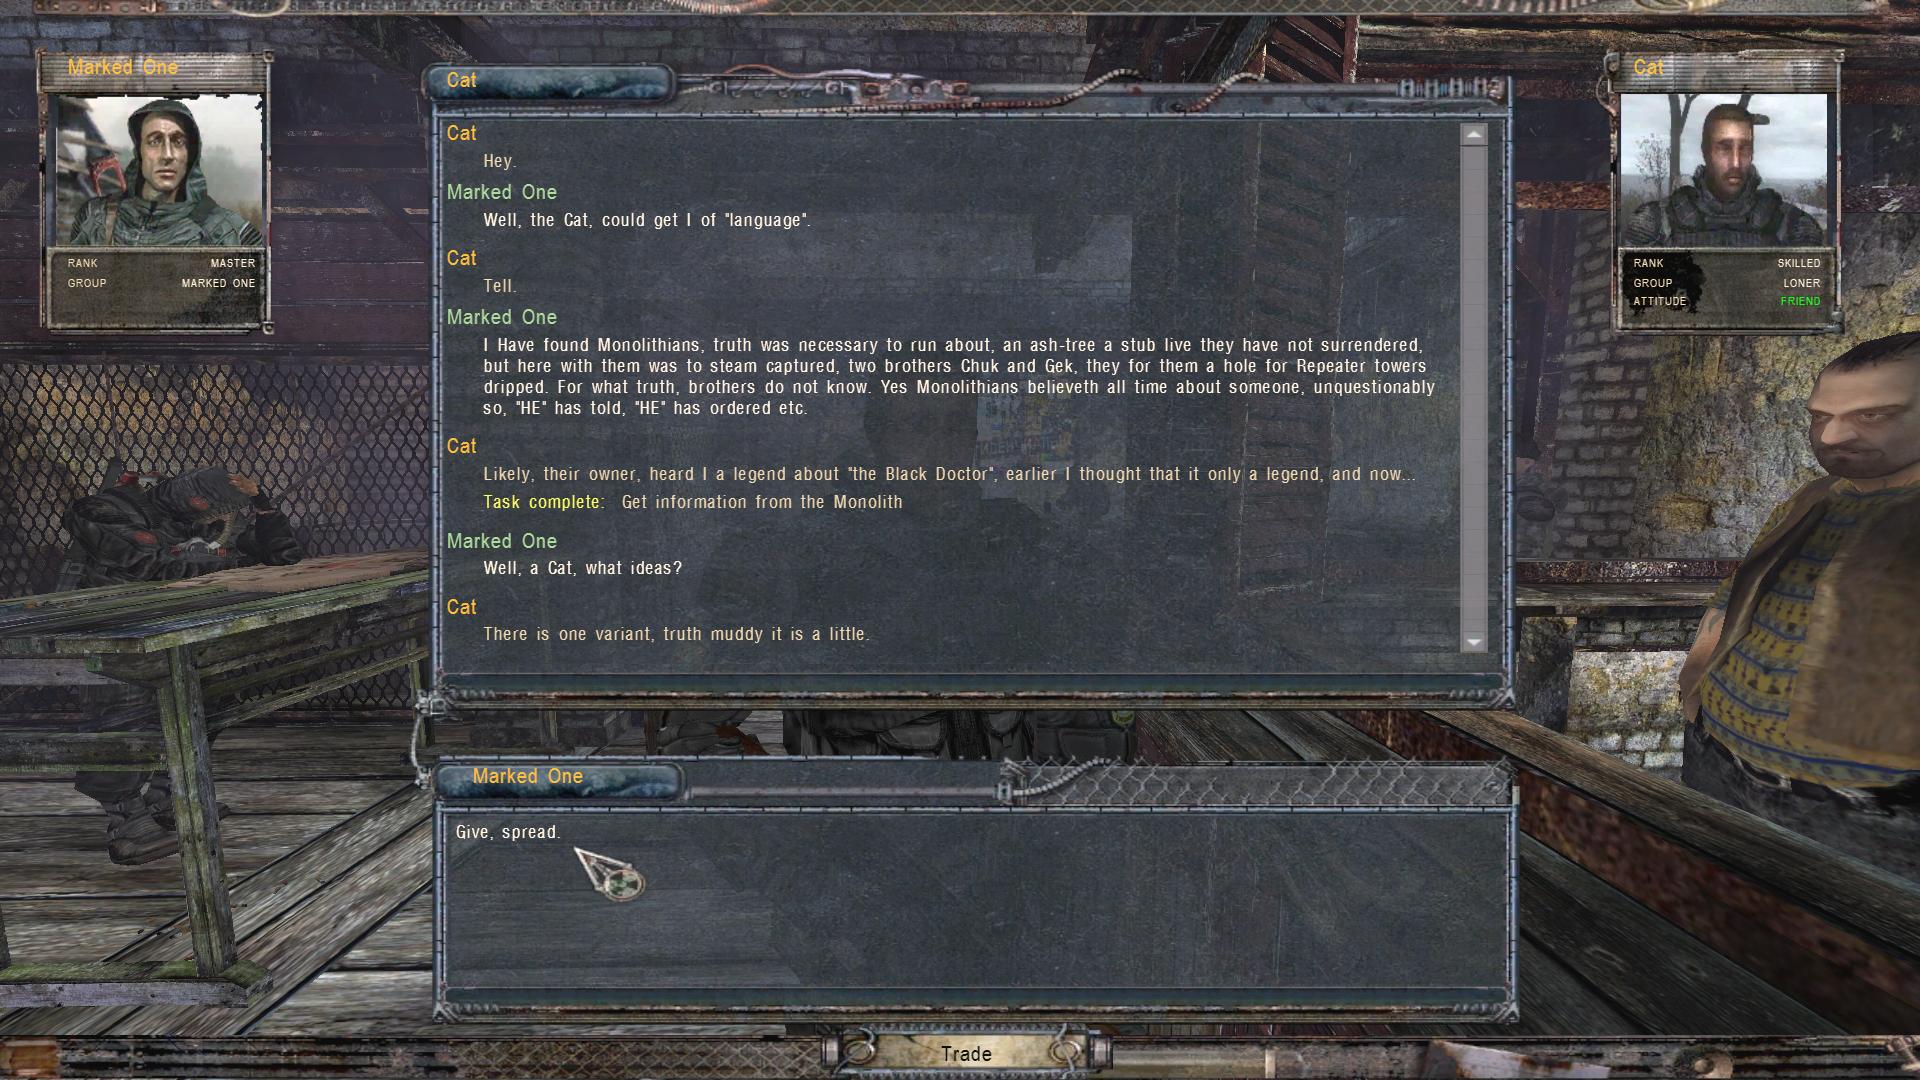 Marked One
RANK MASTER
GROUP MARKED ONE
Cat
Cat
Hey.
Marked One
Well, the Cat, could get I of "language".
Cat
Tell.
Marked One
I Have found Monolithians, truth was necessary to run about, an ash-tree a stub live they have not surrendered,
but here with them was to steam captured, two brothers Chuk and Gek, they for them a hole for Repeater towers
dripped. For what truth, brothers do not know. Yes Monolithians believeth all time about someone, unquestionably
so, "HE" has told, "HE" has ordered etc.
Cat
Likely, their owner, heard I a legend about "the Black Doctor", earlier I thought that it only a legend, and now...
Task complete: Get information from the Monolith
Marked One
Well, a Cat, what ideas?
Cat
There is one variant, truth muddy it is a little.
Cat
RANK SKILLED
GROUP LONER
ATTITUDE FRIEND
Marked One
Give, spread.
Trade